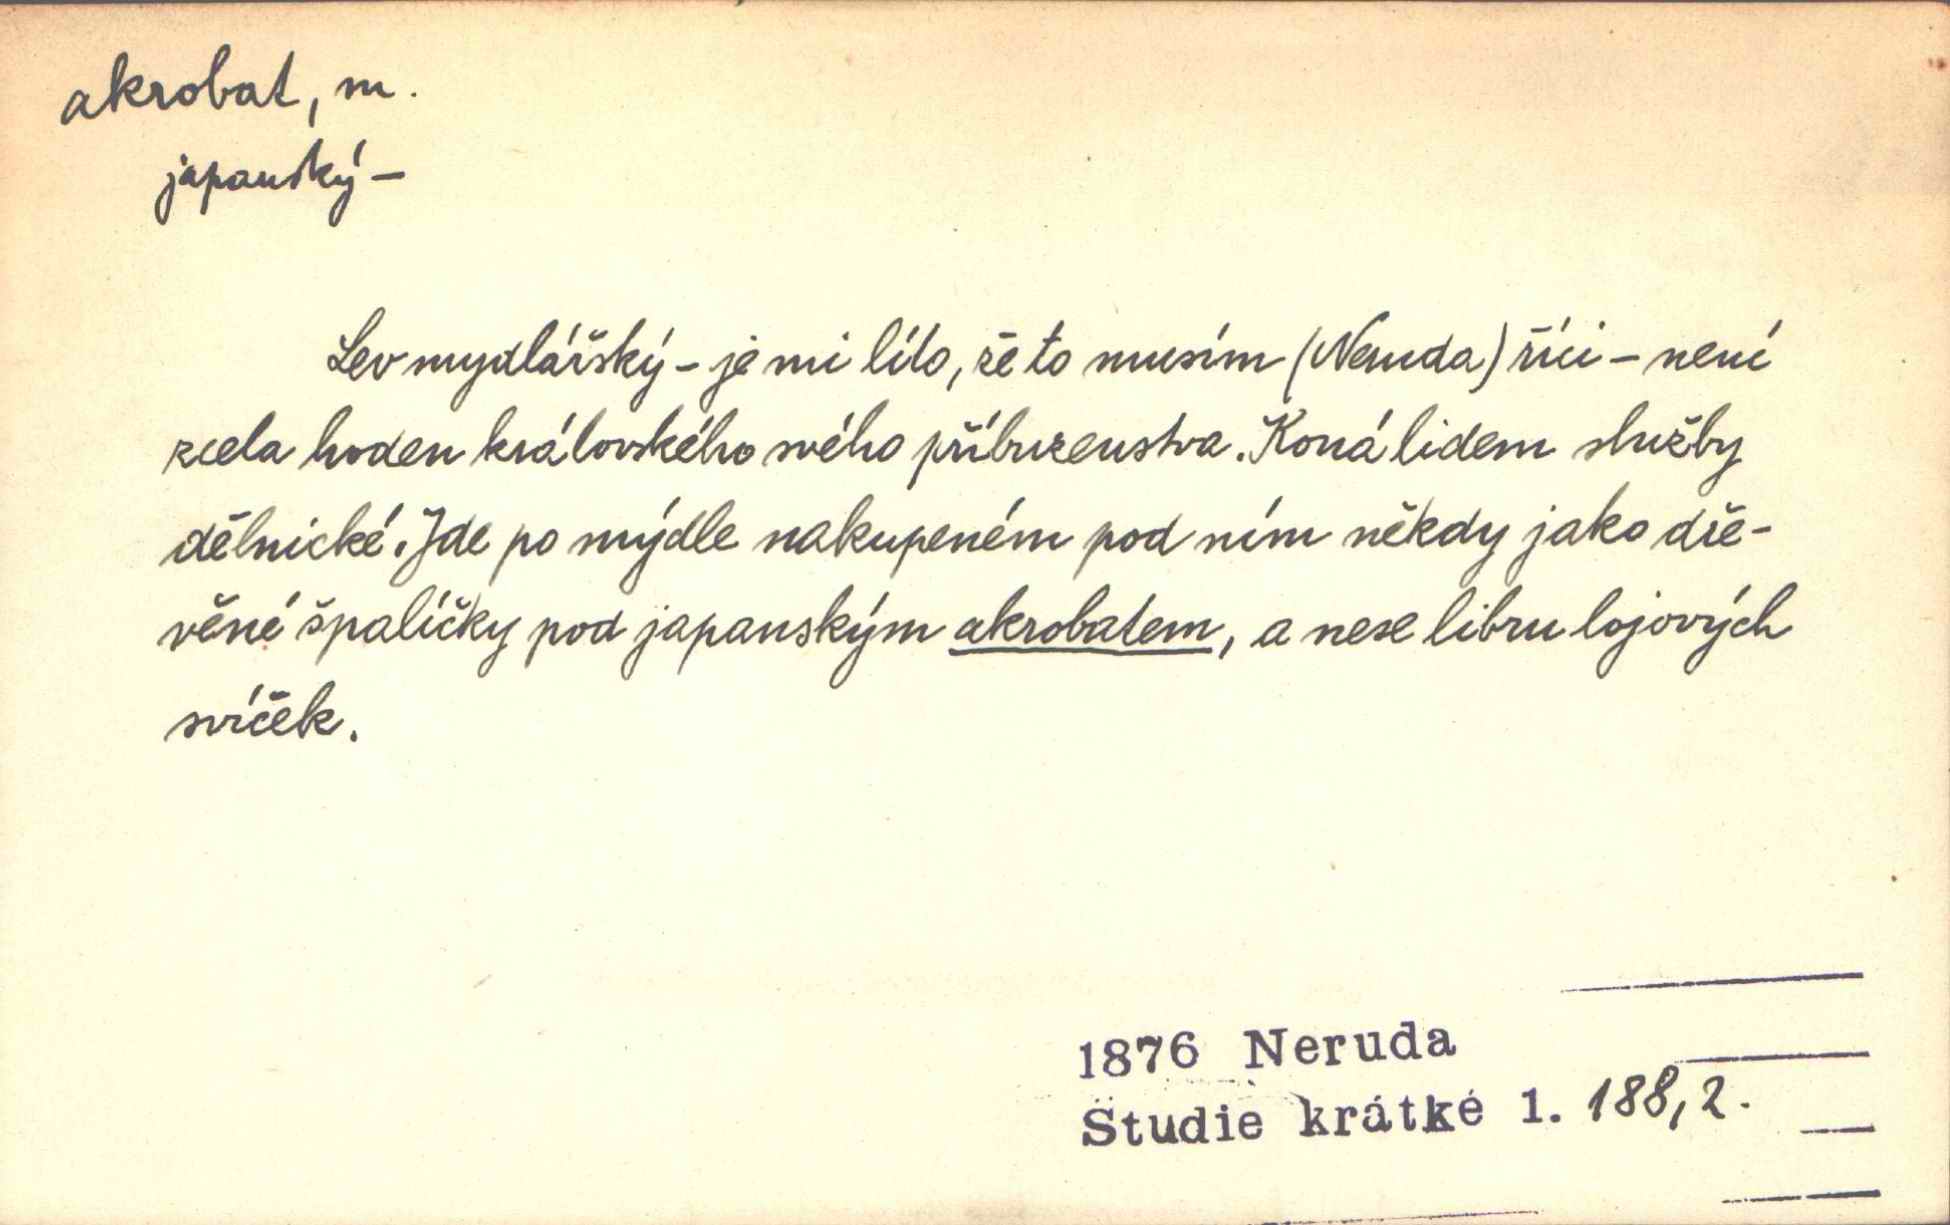 akrobat, m.
japanský –
Lev mydlářský – je mi líto, že to musím (Neruda) říci – není
zcela hoden královského svého příbuzenstva. Koná lidem služby
dělnické. Jde po mýdle nakupeném pod ním někdy jako dře-
věné špalíčky pod japanským akrobatem, a nese libru lojových
svíček.
1876 Neruda
Studie krátké 1. 188,2.